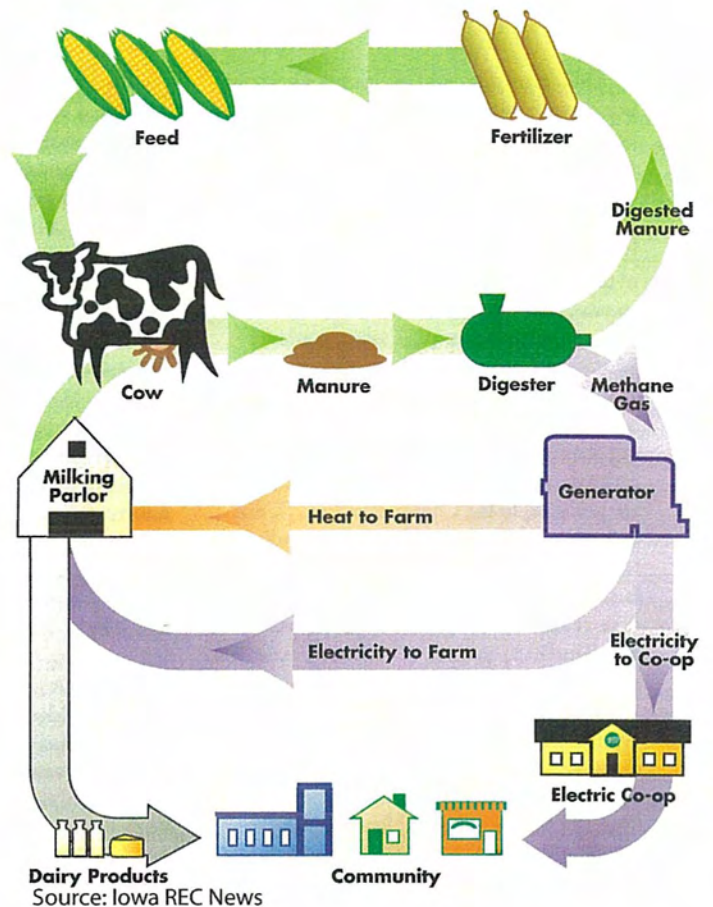 Feed
Fertilizer
Digested
Manure
Cow
Manure
Digester
Methane
Gas
Milking
Parlor
Heat to Farm
Generator
Electricity to Farm
Electricity
to Co-op
Electric Co-op
Dairy Products
Community
Source: Iowa REC News